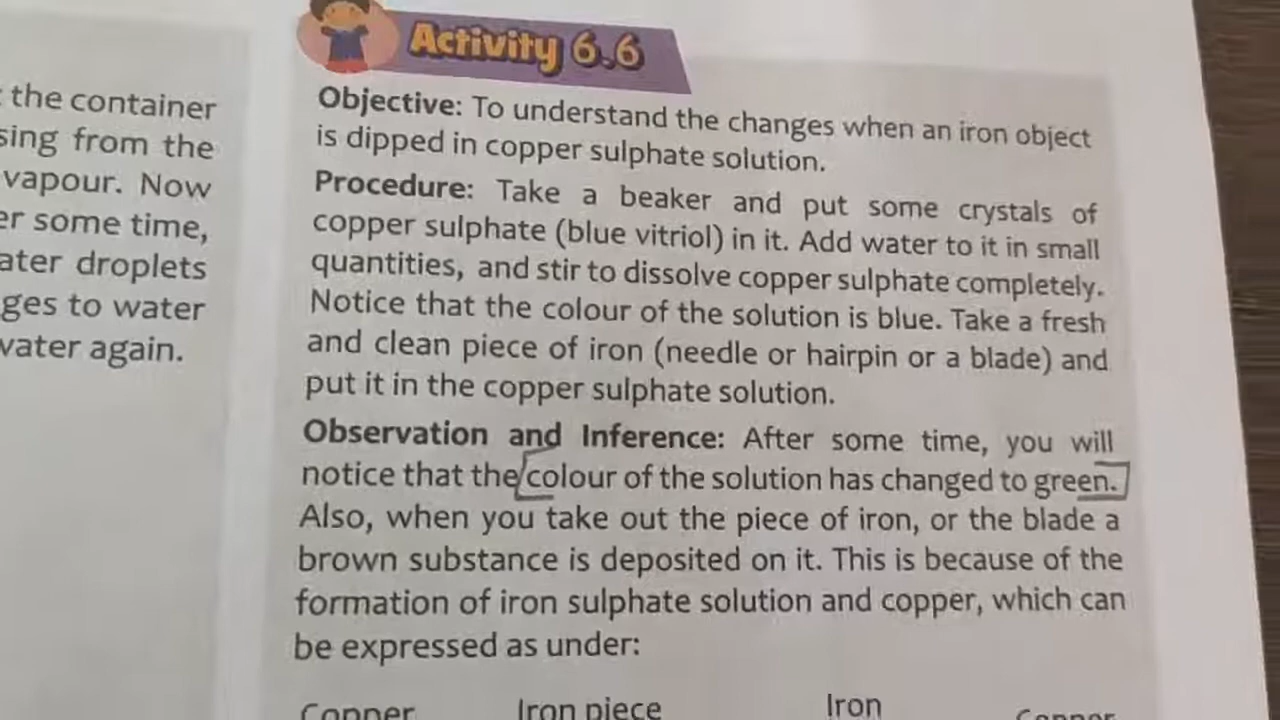 the container
sing from the
vapour. Now
er some time,
ater droplets
ges to water
water again.
Activity 6.6
Objective: To understand the changes when an iron object
is dipped in copper sulphate solution.
Procedure: Take a beaker and put some crystals of
copper sulphate (blue vitriol) in it. Add water to it in small
quantities, and stir to dissolve copper sulphate completely.
Notice that the colour of the solution is blue. Take a fresh
and clean piece of iron (needle or hairpin or a blade) and
put it in the copper sulphate solution.
Observation and Inference: After some time, you will
notice that the colour of the solution has changed to green.
Also, when you take out the piece of iron, or the blade a
brown substance is deposited on it. This is because of the
formation of iron sulphate solution and copper, which can
be expressed as under:
Copper Iron piece Iron Copper